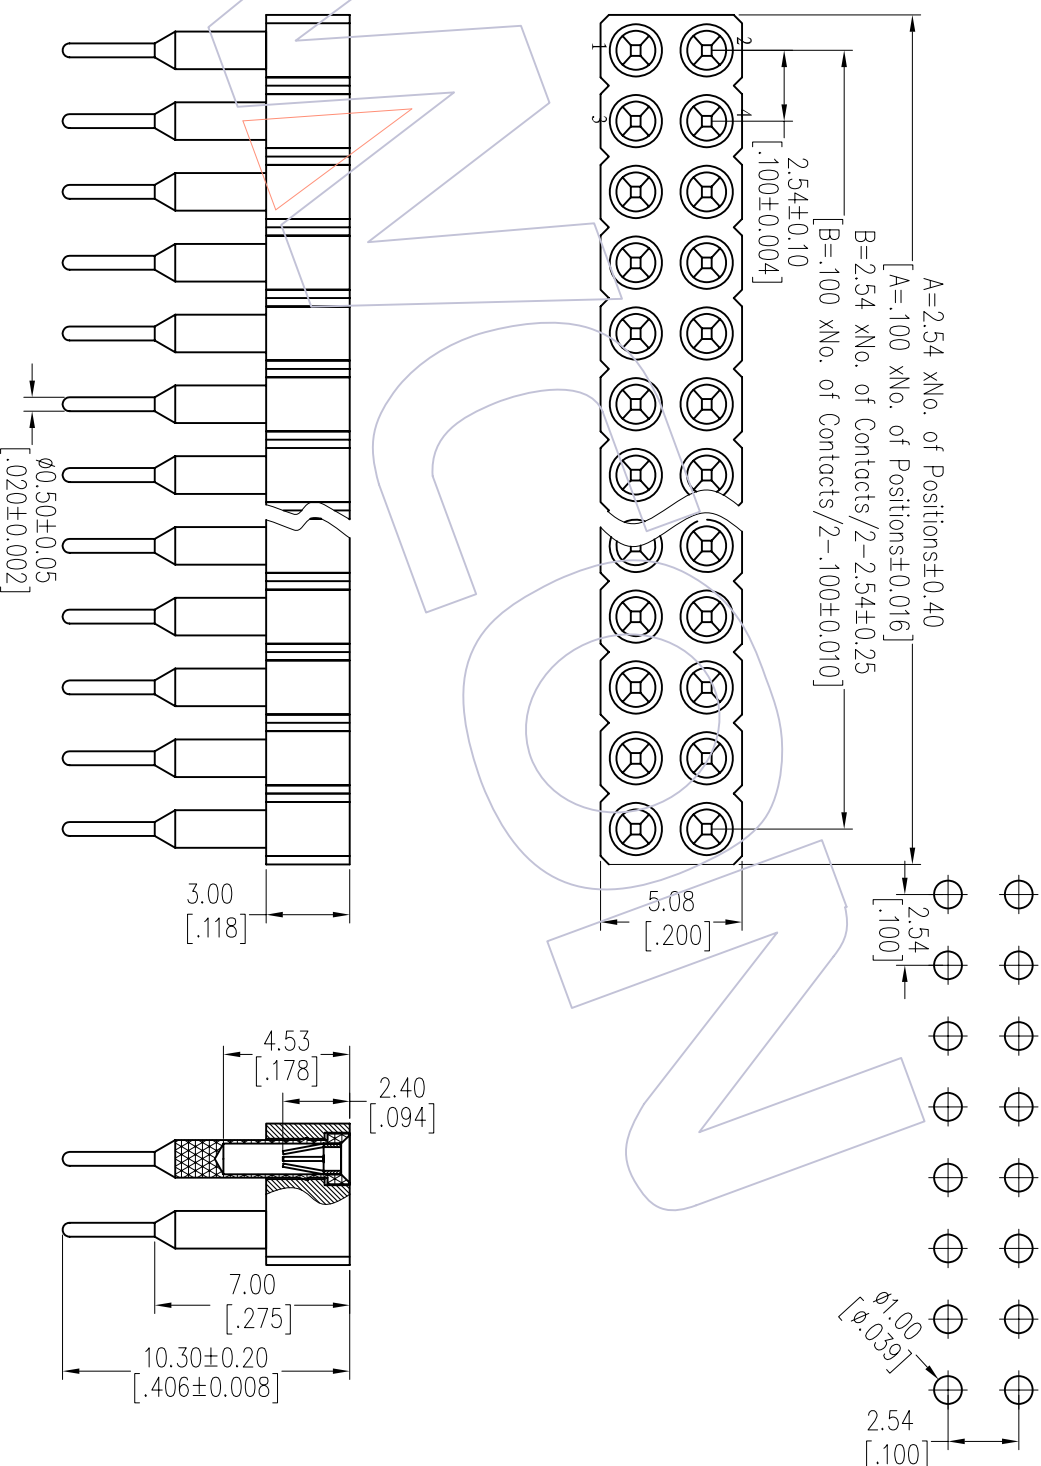 1
2
3
4
2.54±0.10
[.100±0.004]
A=2.54 xNo. of Positions±0.40
[A=.100 xNo. of Positions±0.016]
B=2.54 xNo. of Contacts/2-2.54±0.25
[B=.100 xNo. of Contacts/2-.100±0.010]
ø0.50±0.05
[.020±0.002]
3.00
[.118]
5.08
[.200]
2.54
[.100]
4.53
[.178]
2.40
[.094]
7.00
[.275]
10.30±0.20
[.406±0.008]
ø1.00
[ø.039]
2.54
[.100]
WCON